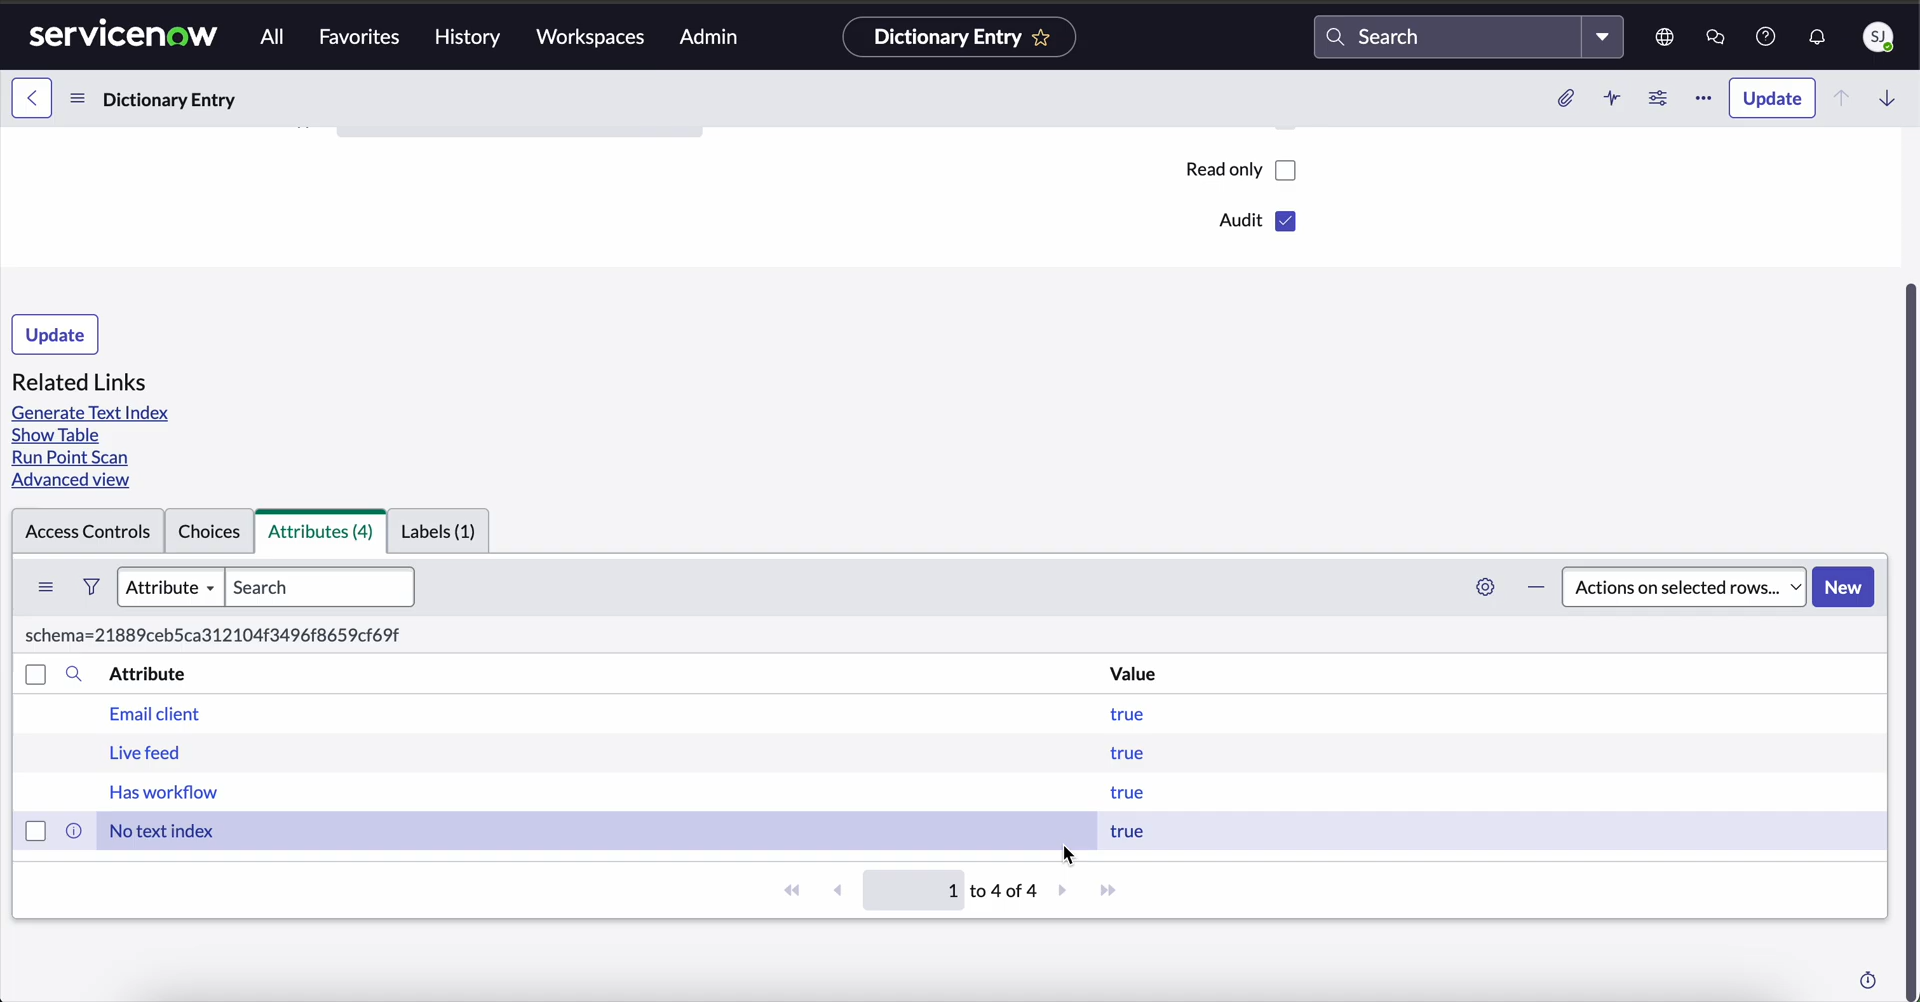 servicenow All Favorites History Workspaces Admin Dictionary Entry Search SJ
Dictionary Entry Update
Read only
Audit
Update
Related Links
Generate Text Index
Show Table
Run Point Scan
Advanced view
Access Controls Choices Attributes (4) Labels (1)
Attribute Search Actions on selected rows... New
schema=21889ceb5ca312104f3496f8659cf69f
Attribute Value
Email client true
Live feed true
Has workflow true
No text index true
1 to 4 of 4